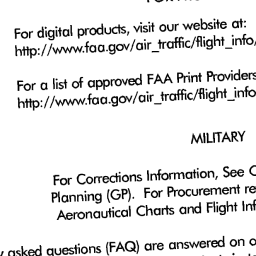 For digital products, visit our website at:
http://www.faa.gov/air_traffic/flight_info/
For a list of approved FAA Print Providers
http://www.faa.gov/air_traffic/flight_info
MILITARY
For Corrections Information, See
Planning (GP). For Procurement
Aeronautical Charts and Flight
asked questions (FAQ) are answered on